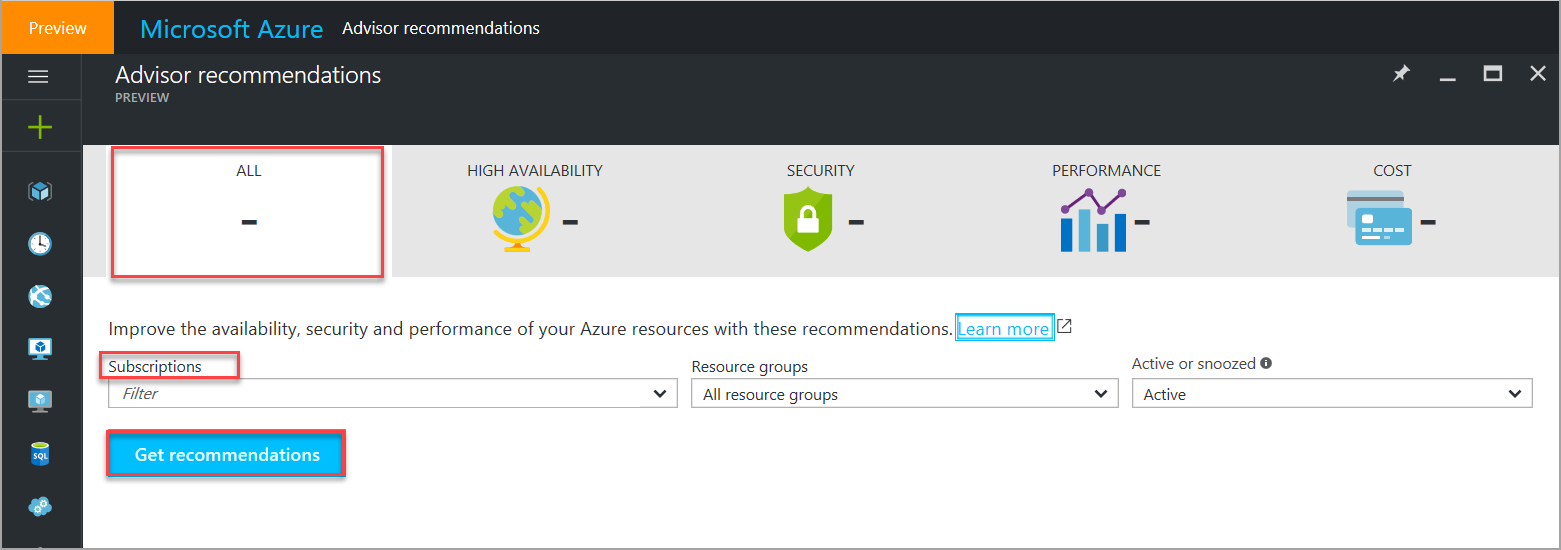 Preview
Microsoft Azure Advisor recommendations
Advisor recommendations
PREVIEW
ALL
-
HIGH AVAILABILITY
-
SECURITY
-
PERFORMANCE
-
COST
-
Improve the availability, security and performance of your Azure resources with these recommendations. Learn more
Subscriptions
Filter
Resource groups
All resource groups
Active or snoozed
Active
Get recommendations
SQL